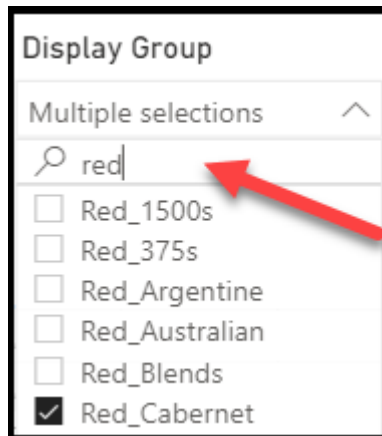 Display Group
Multiple selections
red
Red_1500s
Red_375s
Red_Argentine
Red_Australian
Red_Blends
Red_Cabernet